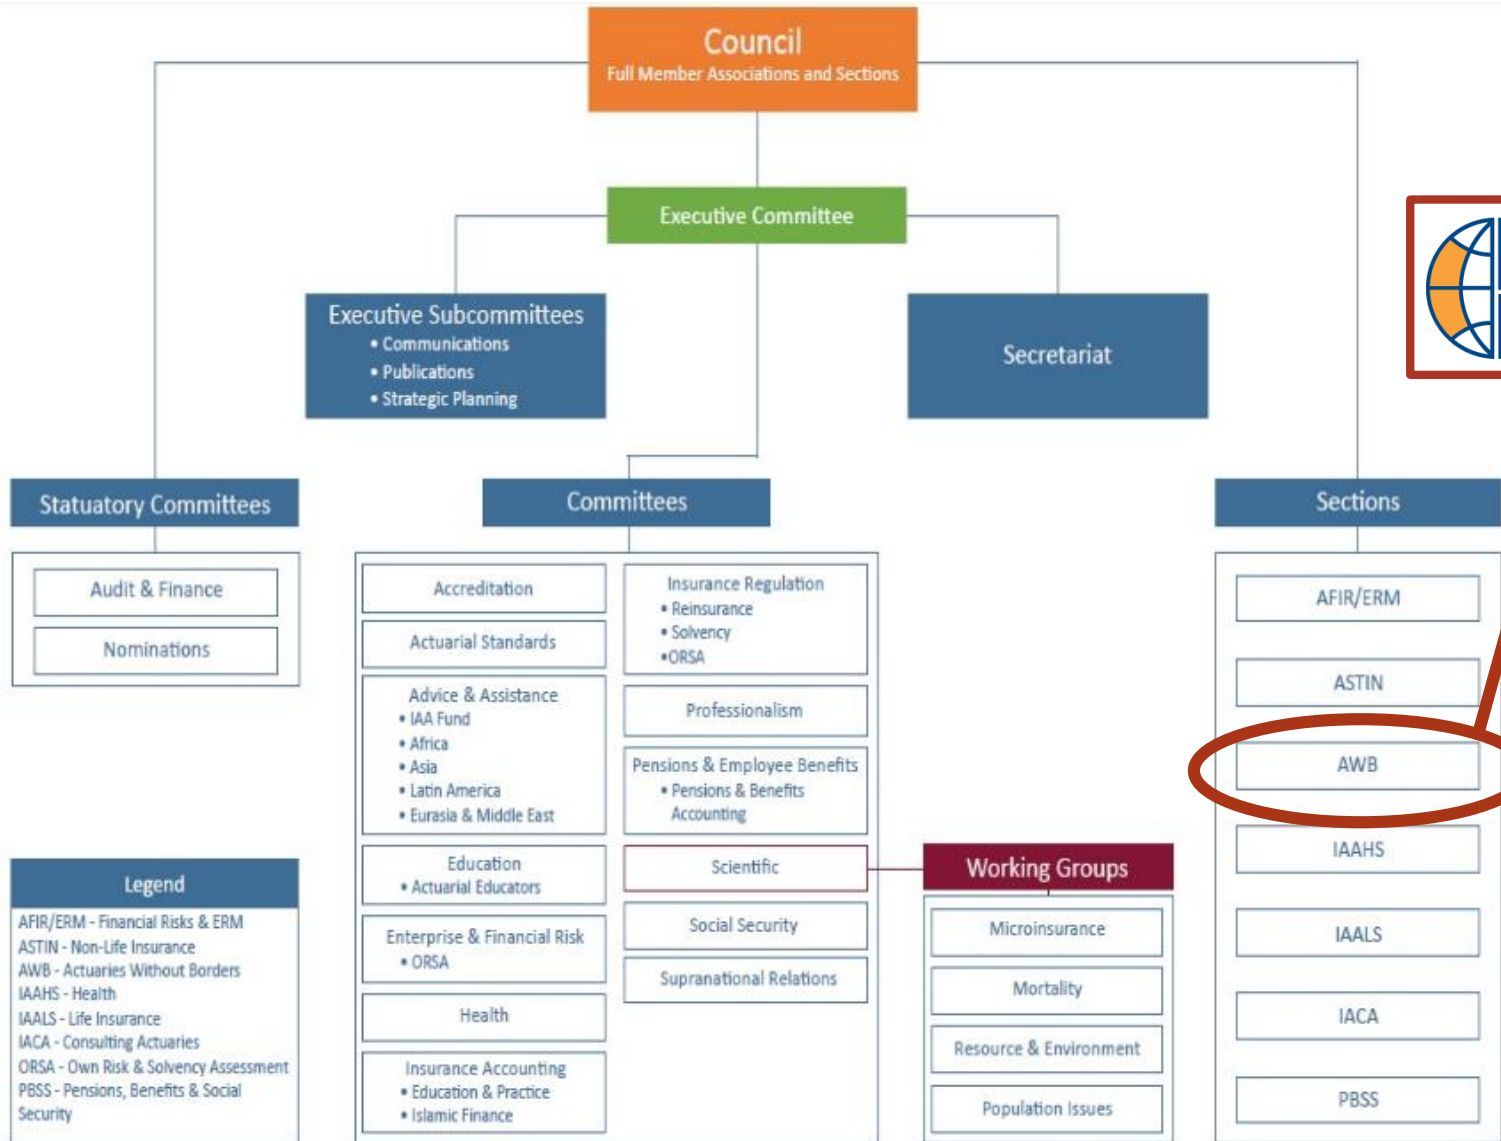 Council
Full Member Associations and Sections
Executive Committee
Executive Subcommittees
• Communications
• Publications
• Strategic Planning
Secretariat
Statuatory Committees
Audit & Finance
Nominations
Committees
Accreditation
Actuarial Standards
Advice & Assistance
• IAA Fund
• Africa
• Asia
• Latin America
• Eurasia & Middle East
Education
• Actuarial Educators
Enterprise & Financial Risk
• ORSA
Health
Insurance Accounting
• Education & Practice
• Islamic Finance
Insurance Regulation
• Reinsurance
• Solvency
•ORSA
Professionalism
Pensions & Employee Benefits
• Pensions & Benefits
Accounting
Scientific
Social Security
Supranational Relations
Working Groups
Microinsurance
Mortality
Resource & Environment
Population Issues
Sections
AFIR/ERM
ASTIN
AWB
IAAHS
IAALS
IACA
PBSS
Legend
AFIR/ERM - Financial Risks & ERM
ASTIN - Non-Life Insurance
AWB - Actuaries Without Borders
IAAHS - Health
IAALS - Life Insurance
IACA - Consulting Actuaries
ORSA - Own Risk & Solvency Assessment
PBSS - Pensions, Benefits & Social
Security